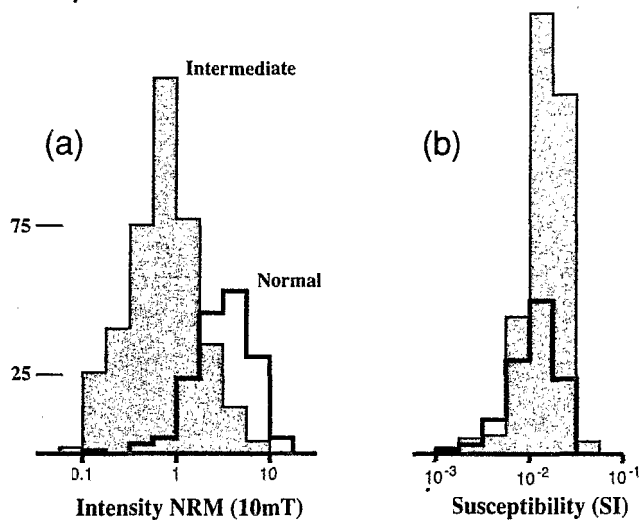 Intermediate
(a)
75
Normal
25
0.1 1 10
Intensity NRM (10mT)
(b)
10-3 10-2 10-1
Susceptibility (SI)